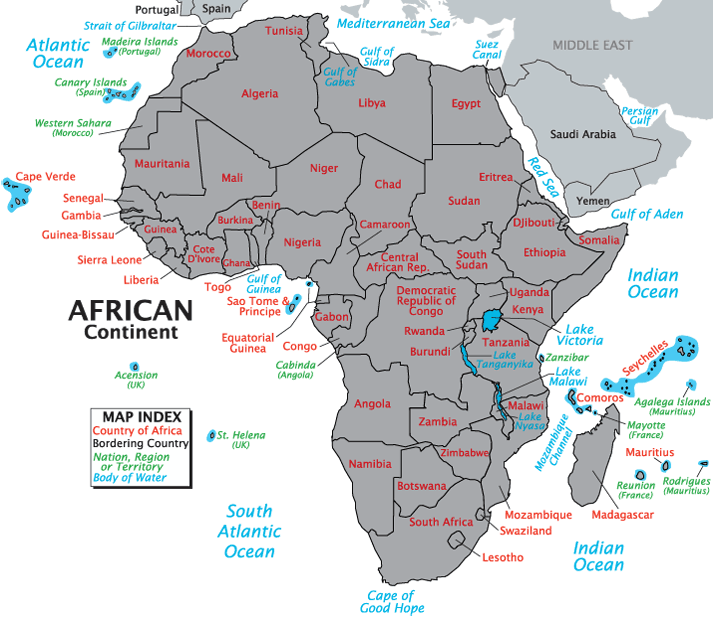 Portugal
Spain
Strait of Gilbraltar
Mediterranean Sea
Atlantic
Ocean
Madeira Islands
(Portugal)
Tunisia
Morocco
Gulf of
Sidra
Suez
Canal
MIDDLE EAST
Gulf of
Gabes
Canary Islands
(Spain)
Algeria
Libya
Egypt
Persian
Gulf
Western Sahara
(Morocco)
Saudi Arabia
Mauritania
Mali
Niger
Chad
Sudan
Eritrea
Red Sea
Cape Verde
Senegal
Gambia
Guinea-Bissau
Guinea
Burkina
Benin
Nigeria
Camaroon
DJibouti
Yemen
Gulf of Aden
Somalia
Sierra Leone
Liberia
Cote
D'Ivore
Ghana
Togo
Central
African Rep.
South
Sudan
Ethiopia
Gulf of
Guinea
Sao Tome &
Principe
Democratic
Republic of
Congo
Uganda
Kenya
Indian
Ocean
AFRICAN
Continent
Gabon
Equatorial
Guinea
Congo
Cabinda
(Angola)
Rwanda
Burundi
Tanzania
Lake
Victoria
Lake
Tanganyika
Zanzibar
Seychelles
Acension
(UK)
Lake
Malawi
Comoros
Agalega Islands
(Mauritius)
Angola
Malawi
Zambia
Lake
Nyasa
Mozambique
Channel
Mayotte
(France)
MAP INDEX
Country of Africa
Bordering Country
Nation, Region
or Territory
Body of Water
St. Helena
(UK)
Zimbabwe
Mauritius
Namibia
Botswana
Reunion
(France)
Rodrigues
(Mauritius)
South
Atlantic
Ocean
South Africa
Mozambique
Swaziland
Madagascar
Lesotho
Indian
Ocean
Cape of
Good Hope